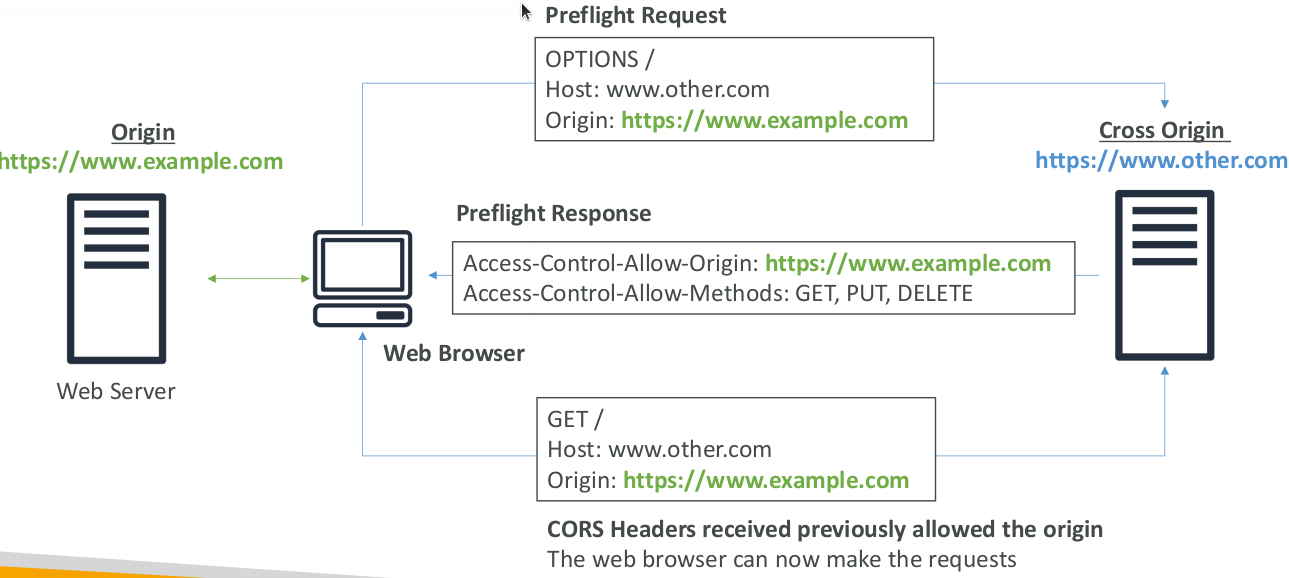 Preflight Request
OPTIONS /
Host: www.other.com
Origin: https://www.example.com
Origin
https://www.example.com
Cross Origin
https://www.other.com
Preflight Response
Access-Control-Allow-Origin: https://www.example.com
Access-Control-Allow-Methods: GET, PUT, DELETE
Web Browser
Web Server
GET /
Host: www.other.com
Origin: https://www.example.com
CORS Headers received previously allowed the origin
The web browser can now make the requests